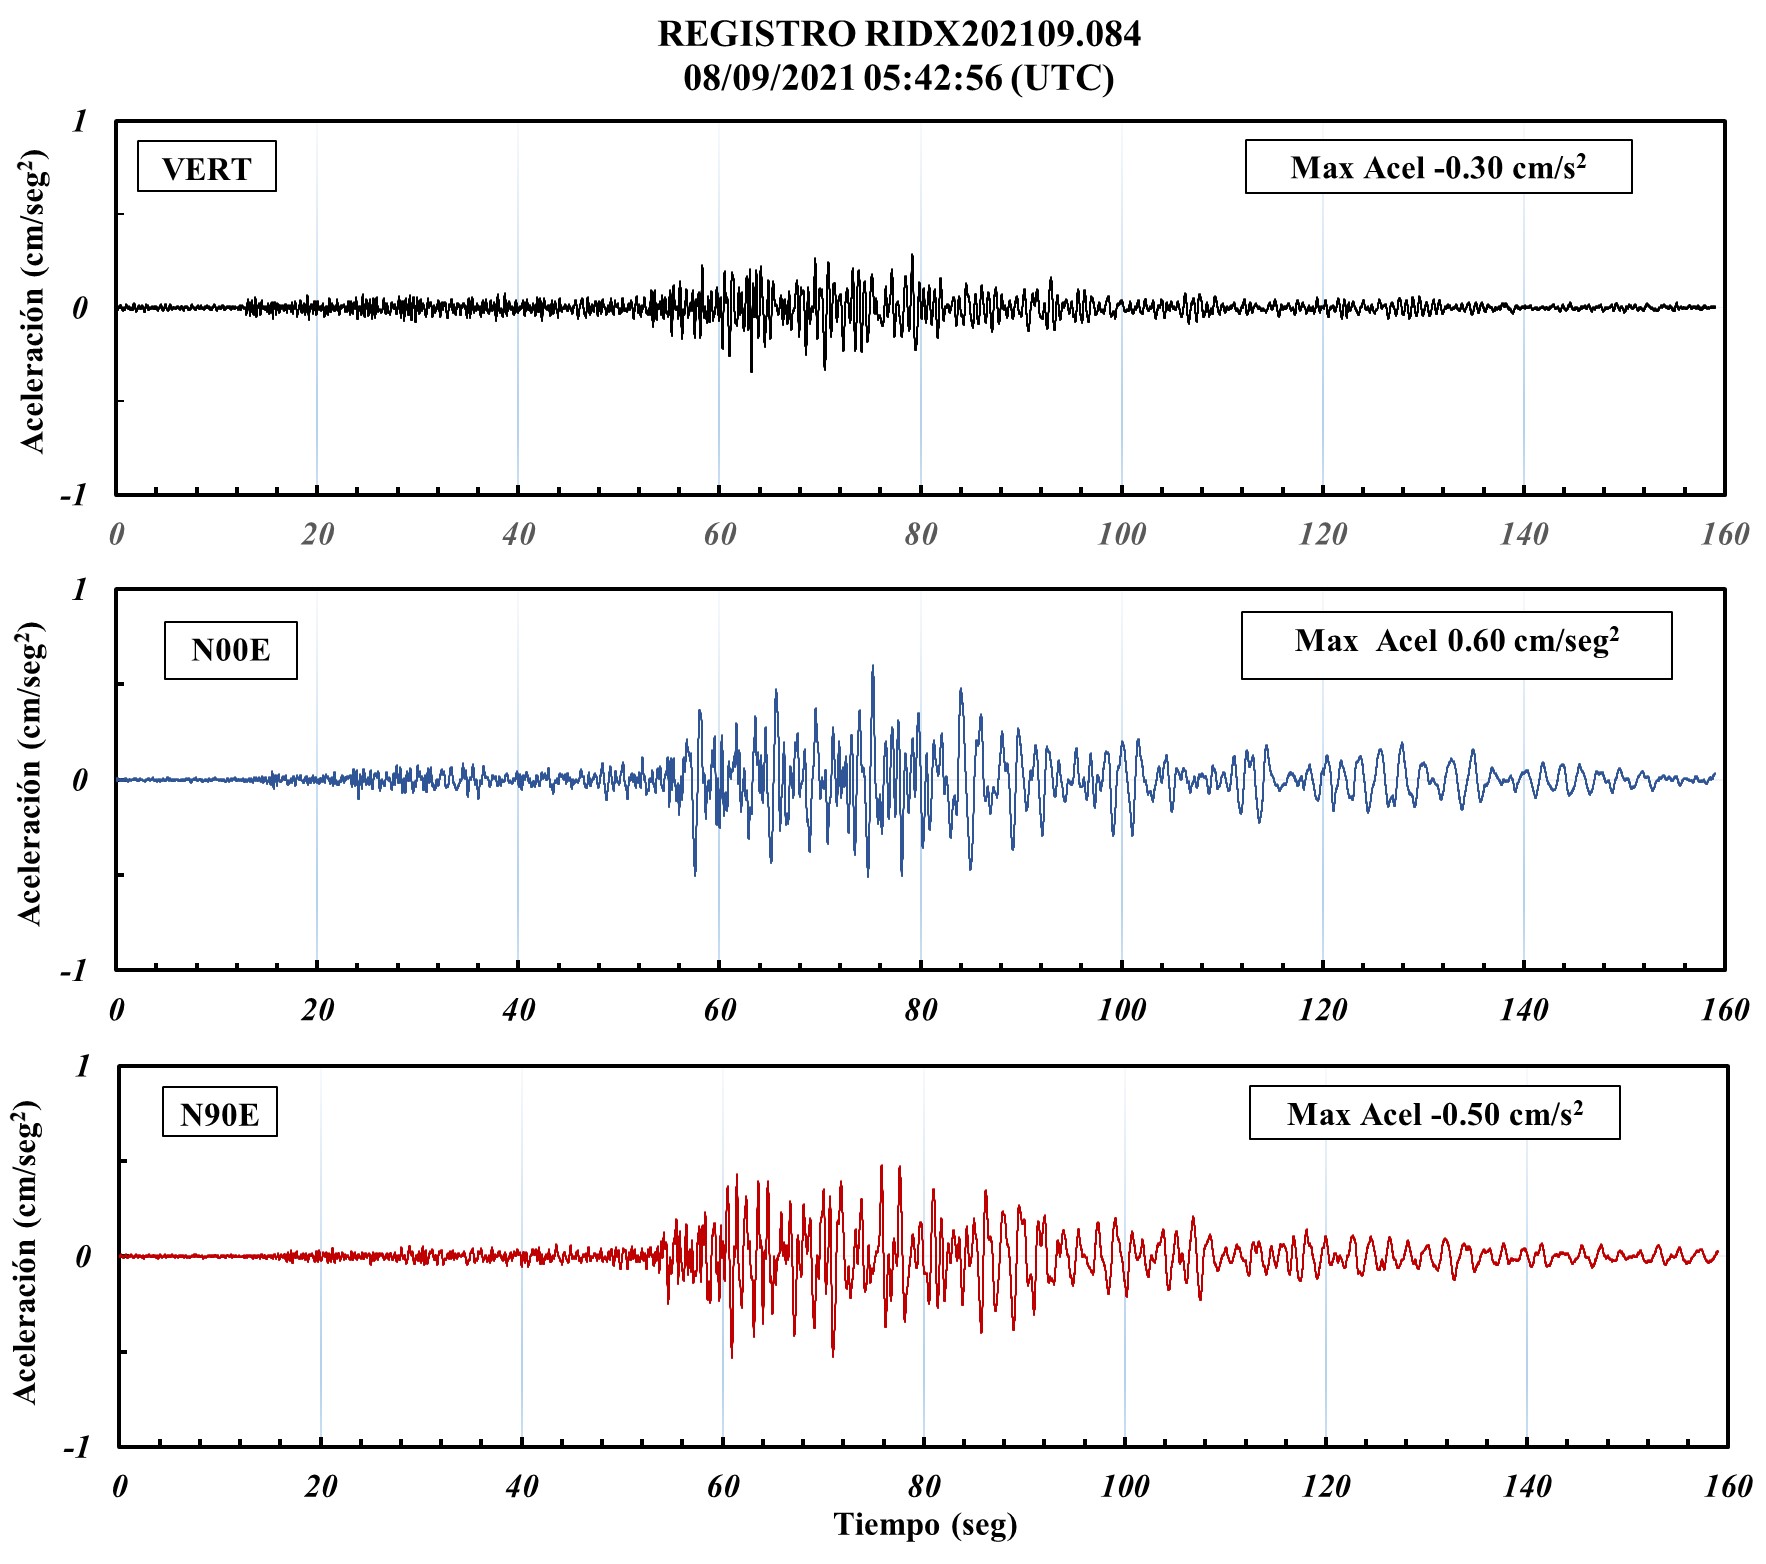 REGISTRO RIDX202109.084
08/09/2021 05:42:56 (UTC)
Aceleración (cm/seg²)
1
0
-1
VERT
Max Acel -0.30 cm/s²
0 20 40 60 80 100 120 140 160
Aceleración (cm/seg²)
1
0
-1
N00E
Max Acel 0.60 cm/seg²
0 20 40 60 80 100 120 140 160
Aceleración (cm/seg²)
1
0
-1
N90E
Max Acel -0.50 cm/s²
0 20 40 60 80 100 120 140 160
Tiempo (seg)